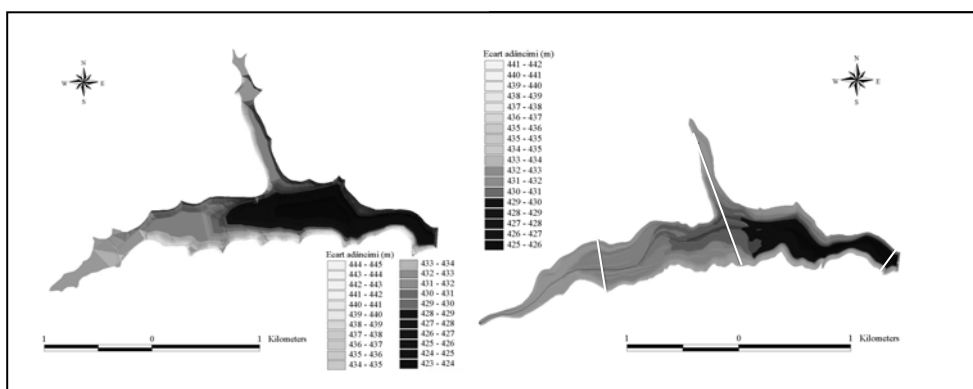 N
W E
S
Ecart adâncimi (m)
444 - 445
443 - 444
442 - 443
441 - 442
440 - 441
439 - 440
438 - 439
437 - 438
436 - 437
435 - 436
434 - 435
433 - 434
432 - 433
431 - 432
430 - 431
429 - 430
428 - 429
427 - 428
426 - 427
425 - 426
424 - 425
423 - 424
1 0 1 Kilometers
Ecart adâncimi (m)
441 - 442
440 - 441
439 - 440
438 - 439
437 - 438
436 - 437
435 - 436
435 - 435
434 - 435
433 - 434
432 - 433
431 - 432
430 - 431
429 - 430
428 - 429
427 - 428
426 - 427
425 - 426
N
W E
S
1 0 1 Kilometers